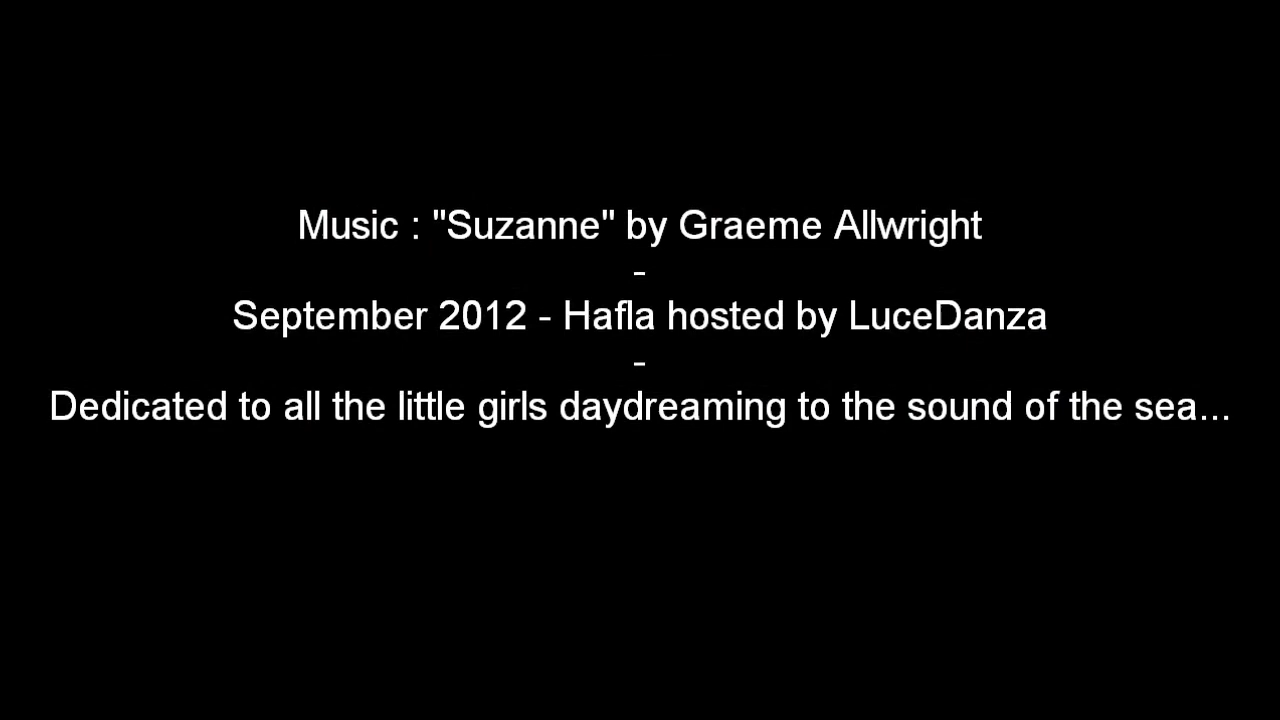 Music : "Suzanne" by Graeme Allwright
-
September 2012 - Hafla hosted by LuceDanza
-
Dedicated to all the little girls daydreaming to the sound of the sea...